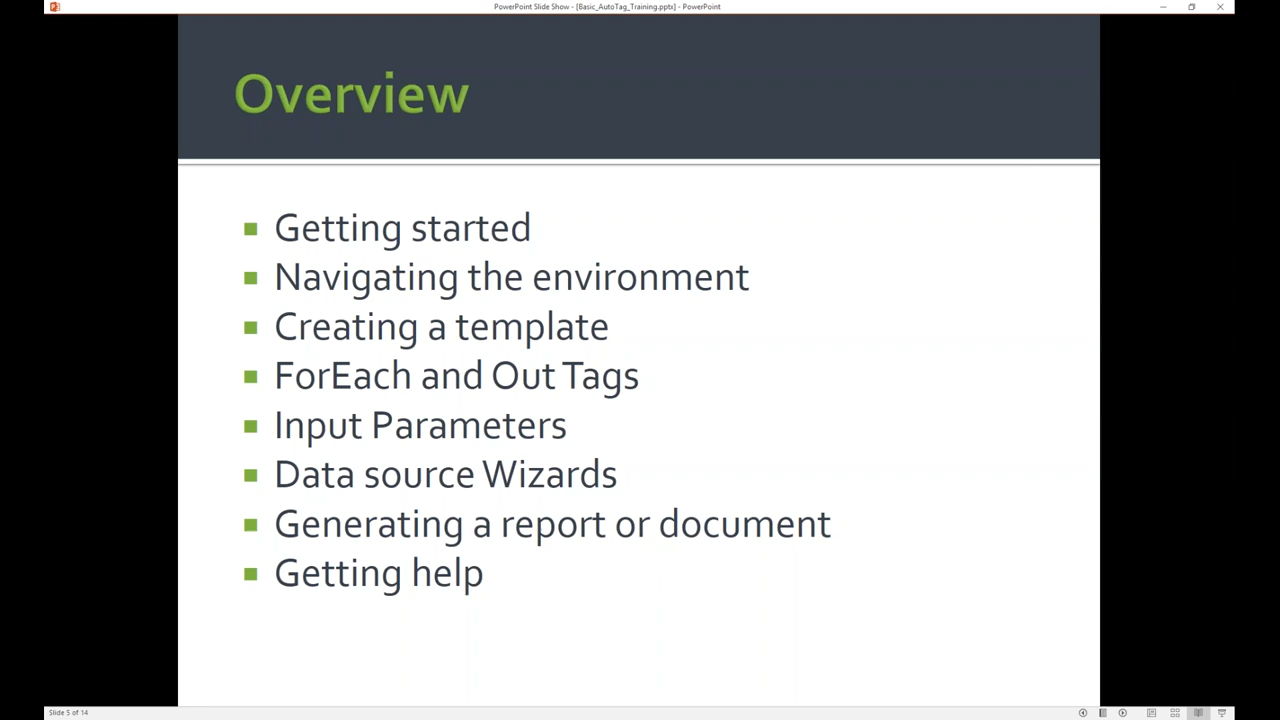 PowerPoint Slide Show - [Basic_AutoTag_Training.pptx] - PowerPoint
Overview
Getting started
Navigating the environment
Creating a template
ForEach and Out Tags
Input Parameters
Data source Wizards
Generating a report or document
Getting help
Slide 5 of 14